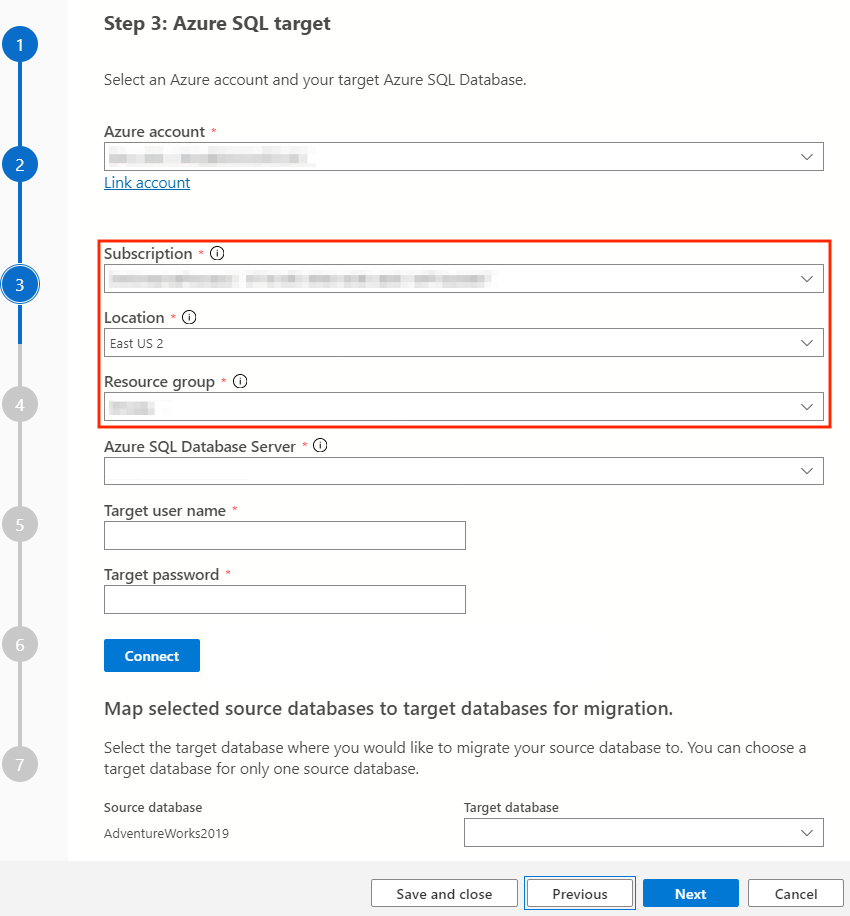 Step 3: Azure SQL target
1
Select an Azure account and your target Azure SQL Database.
Azure account *
2
Link account
Subscription *
3
Location *
East US 2
Resource group *
4
Azure SQL Database Server *
Target user name *
5
Target password *
6
Connect
Map selected source databases to target databases for migration.
Select the target database where you would like to migrate your source database to. You can choose a
target database for only one source database.
7
Source database
Target database
AdventureWorks2019
Save and close
Previous
Next
Cancel